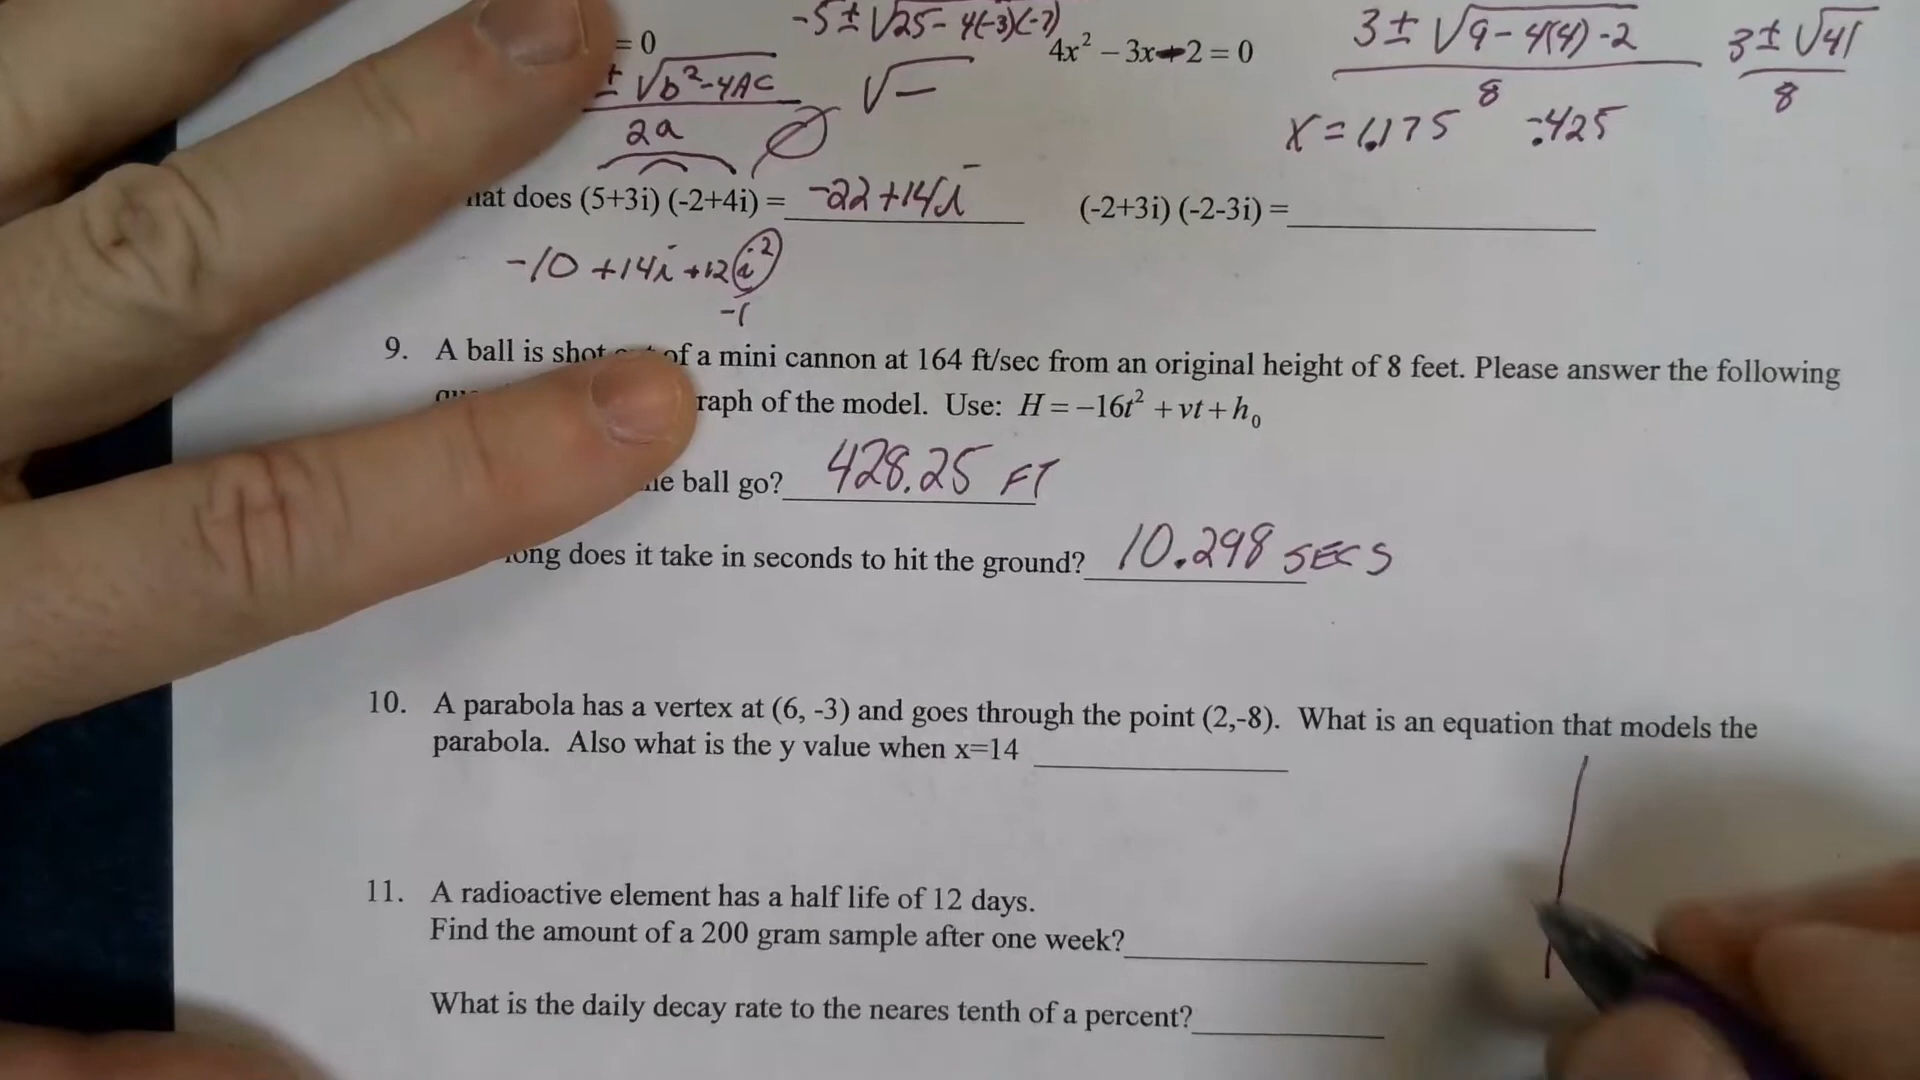 = 0
-5 ± √25 - 4(-3)(-7)
4x² – 3x – 2 = 0
3 ± √9 - 4(4) - 2
8
3 ± √41
8
± √b² - 4AC
2a
√–
∅
x = 1.175 -.425
does (5+3i) (-2+4i) = -22 + 14i
(-2+3i) (-2-3i) =
-10 + 14i + 12i²
-1
9. A ball is shot of a mini cannon at 164 ft/sec from an original height of 8 feet. Please answer the following
of the model. Use: H = −16t² + vt + h₀
ball go? 428.25 FT
does it take in seconds to hit the ground? 10.298 SECS
10. A parabola has a vertex at (6, -3) and goes through the point (2,-8). What is an equation that models the
parabola. Also what is the y value when x=14
11. A radioactive element has a half life of 12 days.
Find the amount of a 200 gram sample after one week?
What is the daily decay rate to the neares tenth of a percent?